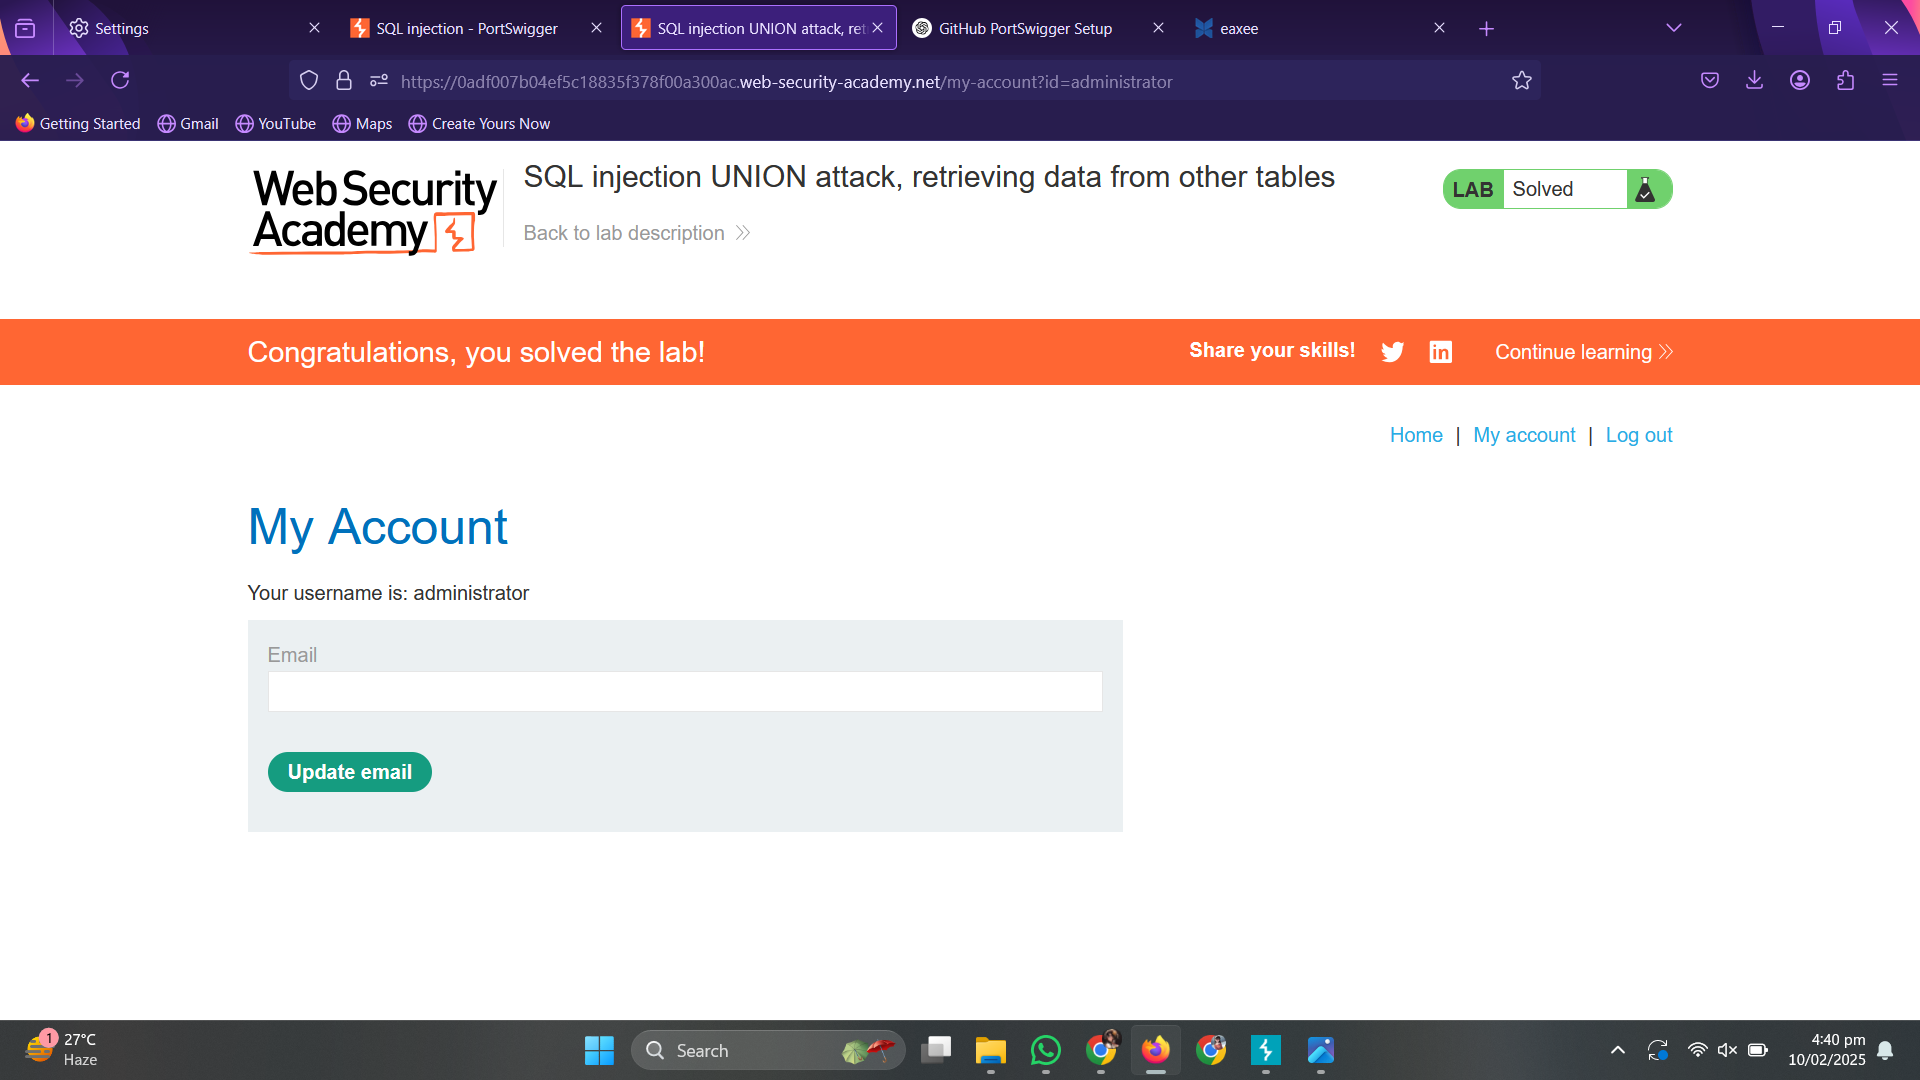 Settings
SQL injection - PortSwigger
SQL injection UNION attack, ret
GitHub PortSwigger Setup
eaxee
https://0adf007b04ef5c18835f378f00a300ac.web-security-academy.net/my-account?id=administrator
Getting Started
Gmail
YouTube
Maps
Create Yours Now
Web Security
Academy
SQL injection UNION attack, retrieving data from other tables
Back to lab description
LAB Solved
Congratulations, you solved the lab!
Share your skills!
Continue learning
Home | My account | Log out
My Account
Your username is: administrator
Email
Update email
1
27°C
Haze
Search
4:40 pm
10/02/2025